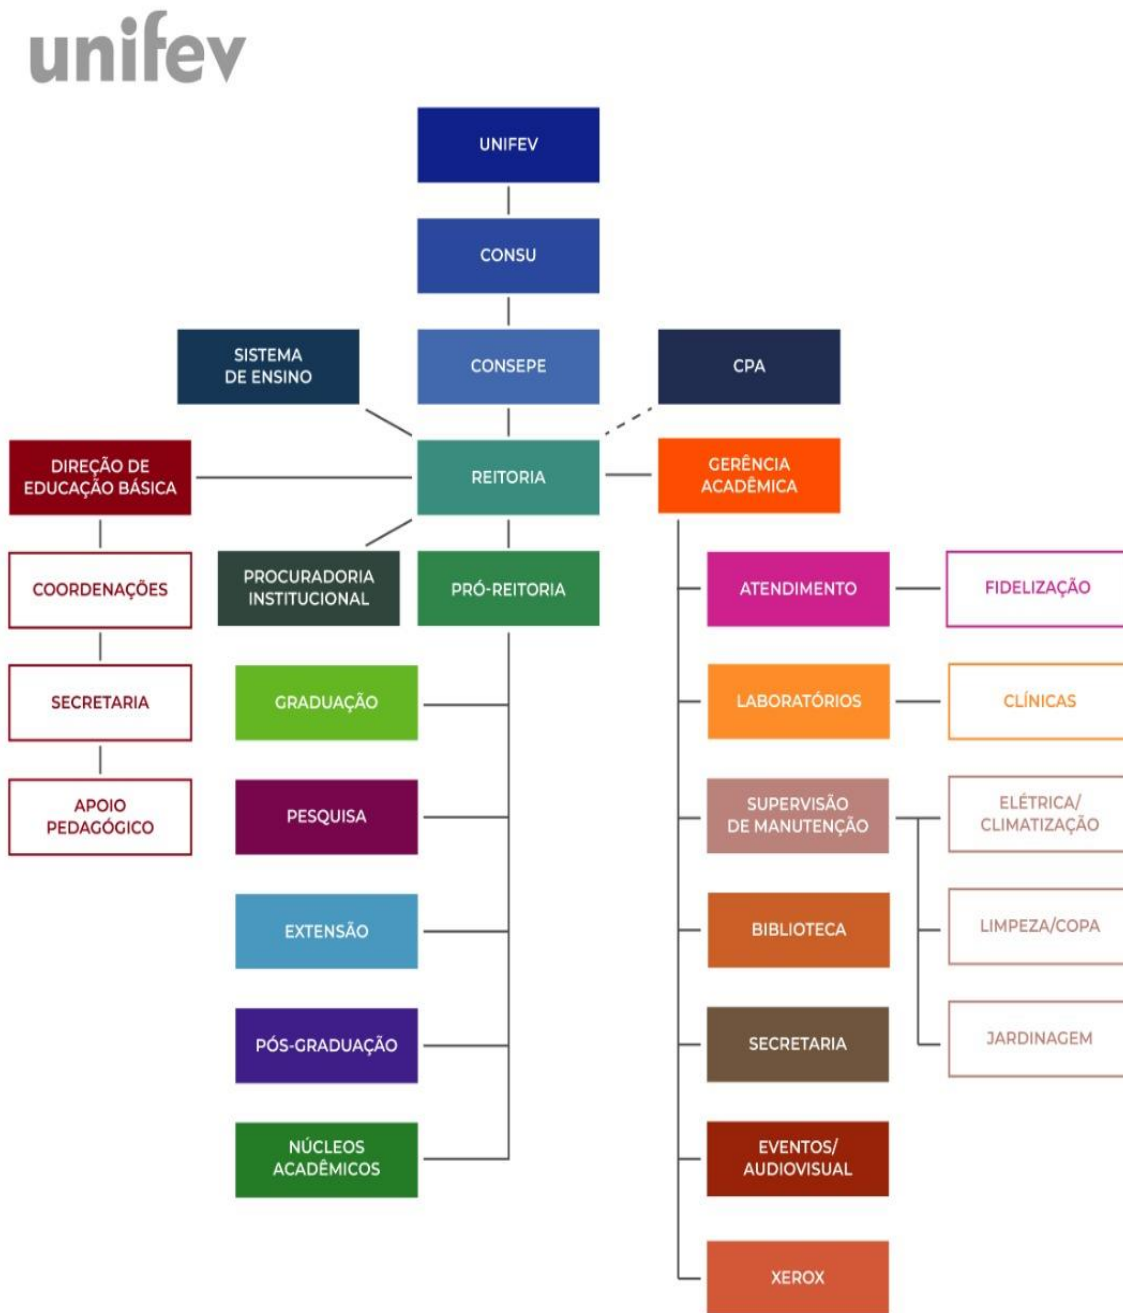 unifev
UNIFEV
CONSU
SISTEMA
DE ENSINO
CONSEPE
CPA
DIREÇÃO DE
EDUCAÇÃO BÁSICA
REITORIA
GERÊNCIA
ACADÊMICA
COORDENAÇÕES
PROCURADORIA
INSTITUCIONAL
PRÓ-REITORIA
ATENDIMENTO
FIDELIZAÇÃO
SECRETARIA
GRADUAÇÃO
LABORATÓRIOS
CLÍNICAS
APOIO
PEDAGÓGICO
PESQUISA
SUPERVISÃO
DE MANUTENÇÃO
ELÉTRICA/
CLIMATIZAÇÃO
EXTENSÃO
BIBLIOTECA
LIMPEZA/COPA
PÓS-GRADUAÇÃO
SECRETARIA
JARDINAGEM
NÚCLEOS
ACADÊMICOS
EVENTOS/
AUDIOVISUAL
XEROX